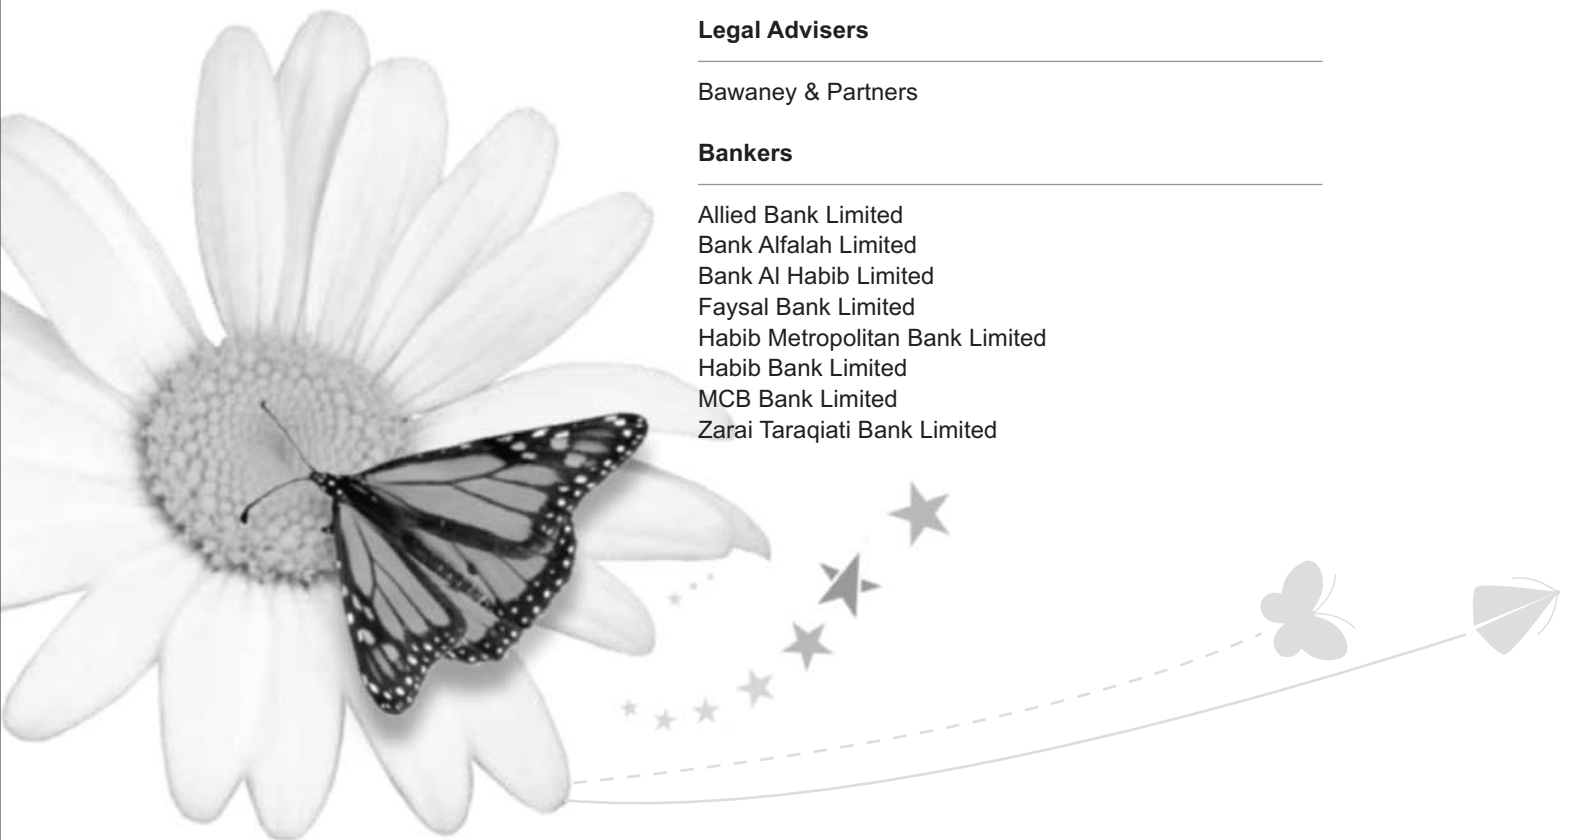 Legal Advisers
Bawaney & Partners
Bankers
Allied Bank Limited
Bank Alfalah Limited
Bank Al Habib Limited
Faysal Bank Limited
Habib Metropolitan Bank Limited
Habib Bank Limited
MCB Bank Limited
Zarai Taraqiati Bank Limited